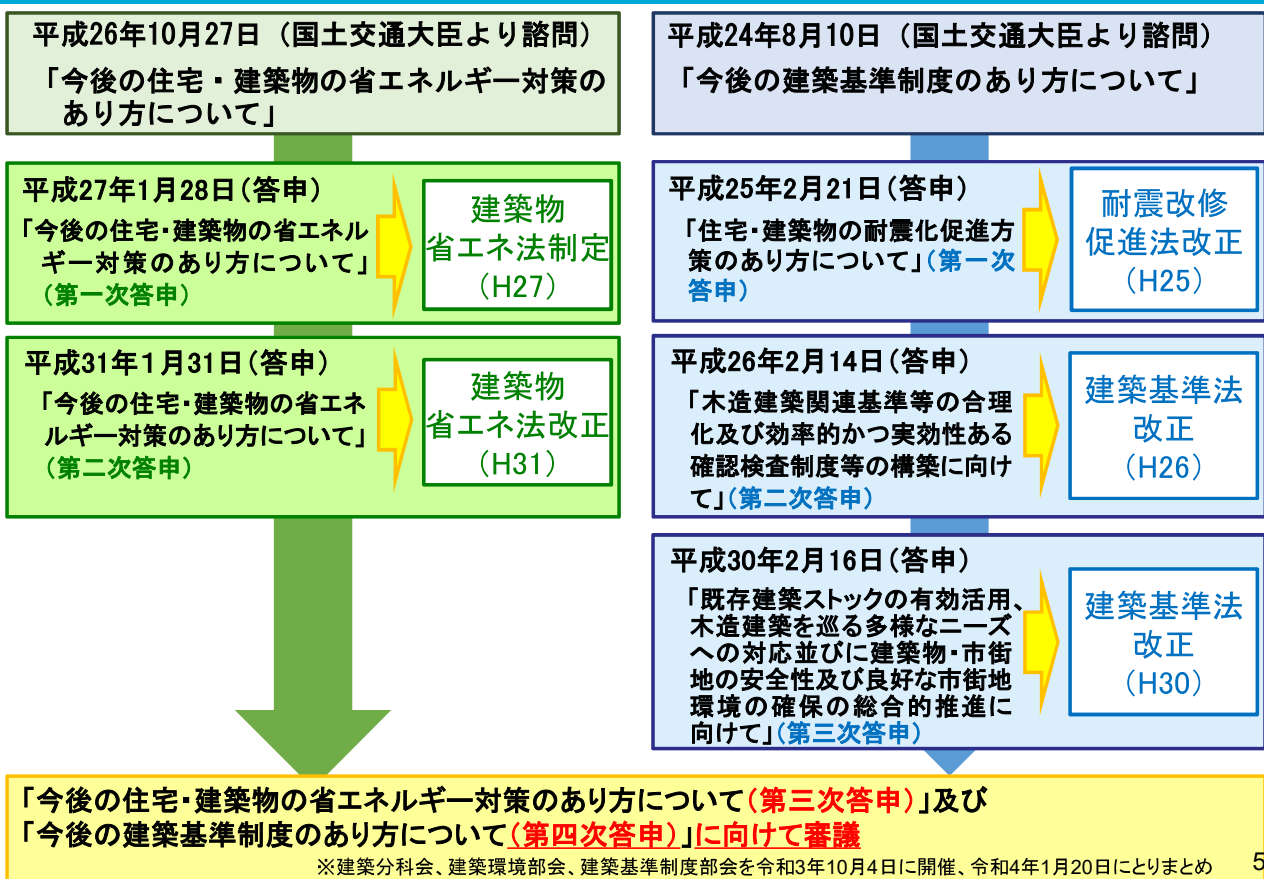 平成26年10月27日（国土交通大臣より諮問）
「今後の住宅・建築物の省エネルギー対策の
あり方について」
平成27年1月28日（答申）
「今後の住宅・建築物の省エネル
ギー対策のあり方について」
（第一次答申）
建築物
省エネ法制定
（H27）
平成31年1月31日（答申）
「今後の住宅・建築物の省エネ
ルギー対策のあり方について」
（第二次答申）
建築物
省エネ法改正
（H31）
平成24年8月10日（国土交通大臣より諮問）
「今後の建築基準制度のあり方について」
平成25年2月21日（答申）
「住宅・建築物の耐震化促進方
策のあり方について」（第一次
答申）
耐震改修
促進法改正
（H25）
平成26年2月14日（答申）
「木造建築関連基準等の合理
化及び効率的かつ実効性ある
確認検査制度等の構築に向け
て」（第二次答申）
建築基準法
改正
（H26）
平成30年2月16日（答申）
「既存建築ストックの有効活用、
木造建築を巡る多様なニーズ
への対応並びに建築物・市街
地の安全性及び良好な市街地
環境の確保の総合的推進に
向けて」（第三次答申）
建築基準法
改正
（H30）
「今後の住宅・建築物の省エネルギー対策のあり方について（第三次答申）」及び
「今後の建築基準制度のあり方について（第四次答申）」に向けて審議
※建築分科会、建築環境部会、建築基準制度部会を令和3年10月4日に開催、令和4年1月20日にとりまとめ
5